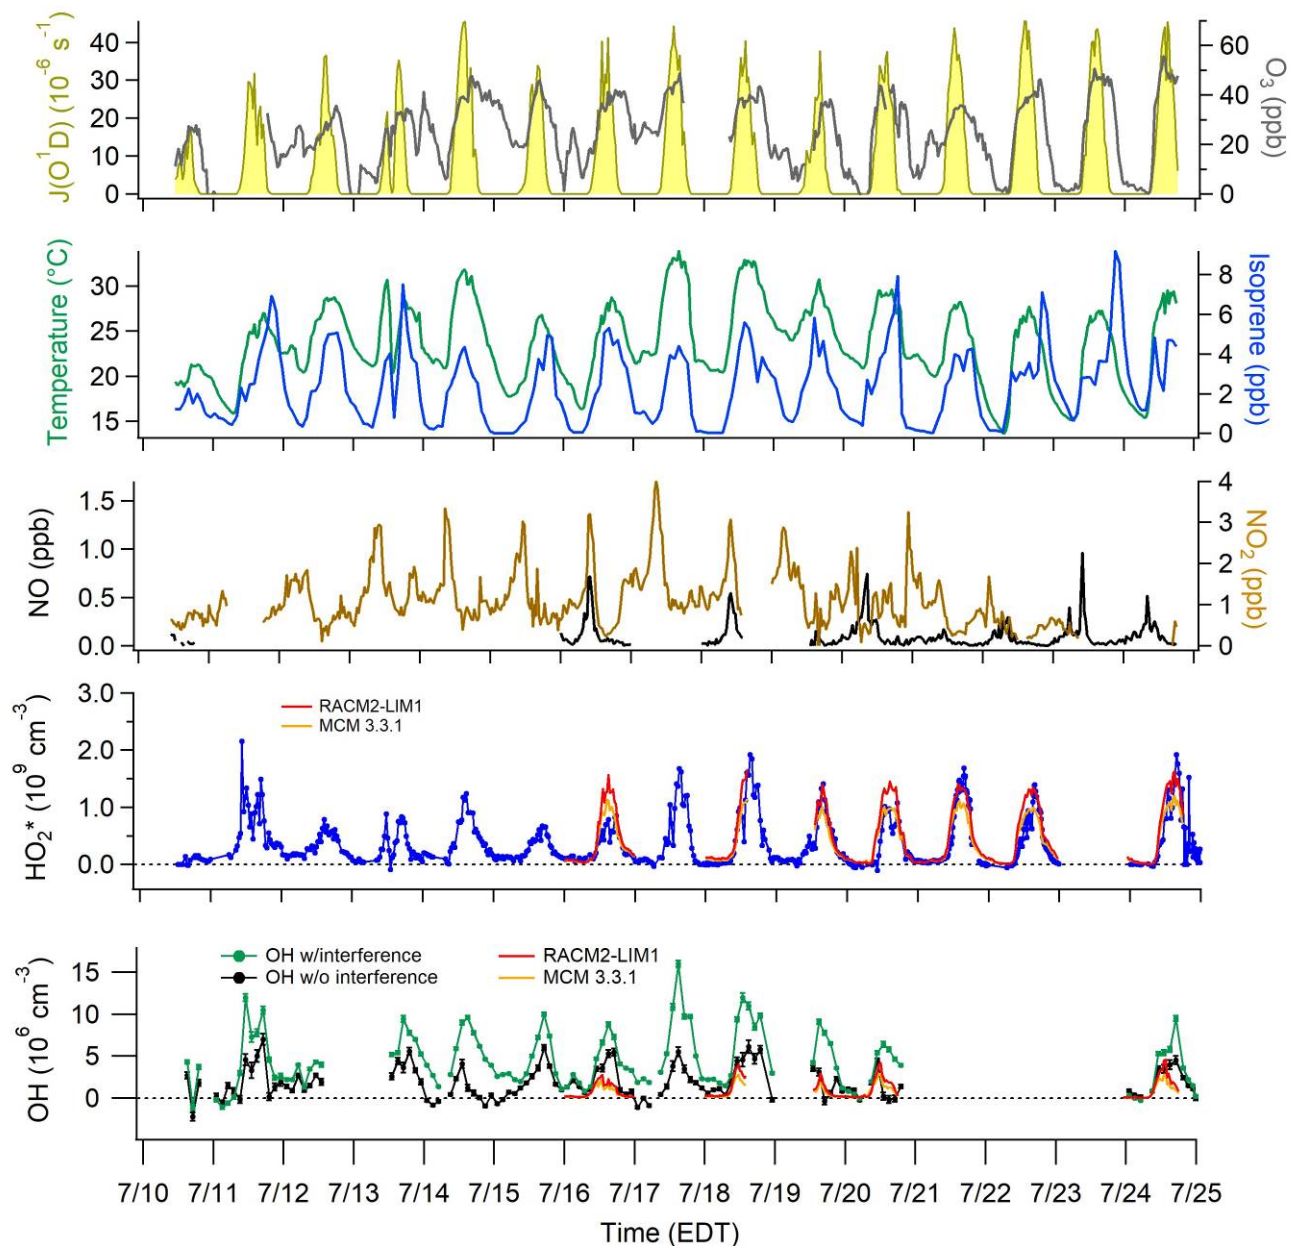 J(O¹D) (10⁻⁶ s⁻¹)
40
30
20
10
0
60
40
20
0
O₃ (ppb)
Temperature (°C)
30
25
20
15
8
6
4
2
0
Isoprene (ppb)
NO (ppb)
1.5
1.0
0.5
0.0
4
3
2
1
0
NO₂ (ppb)
HO₂* (10⁹ cm⁻³)
3.0
2.0
1.0
0.0
RACM2-LIM1
MCM 3.3.1
OH (10⁶ cm⁻³)
15
10
5
0
OH w/interference
OH w/o interference
RACM2-LIM1
MCM 3.3.1
7/10 7/11 7/12 7/13 7/14 7/15 7/16 7/17 7/18 7/19 7/20 7/21 7/22 7/23 7/24 7/25
Time (EDT)